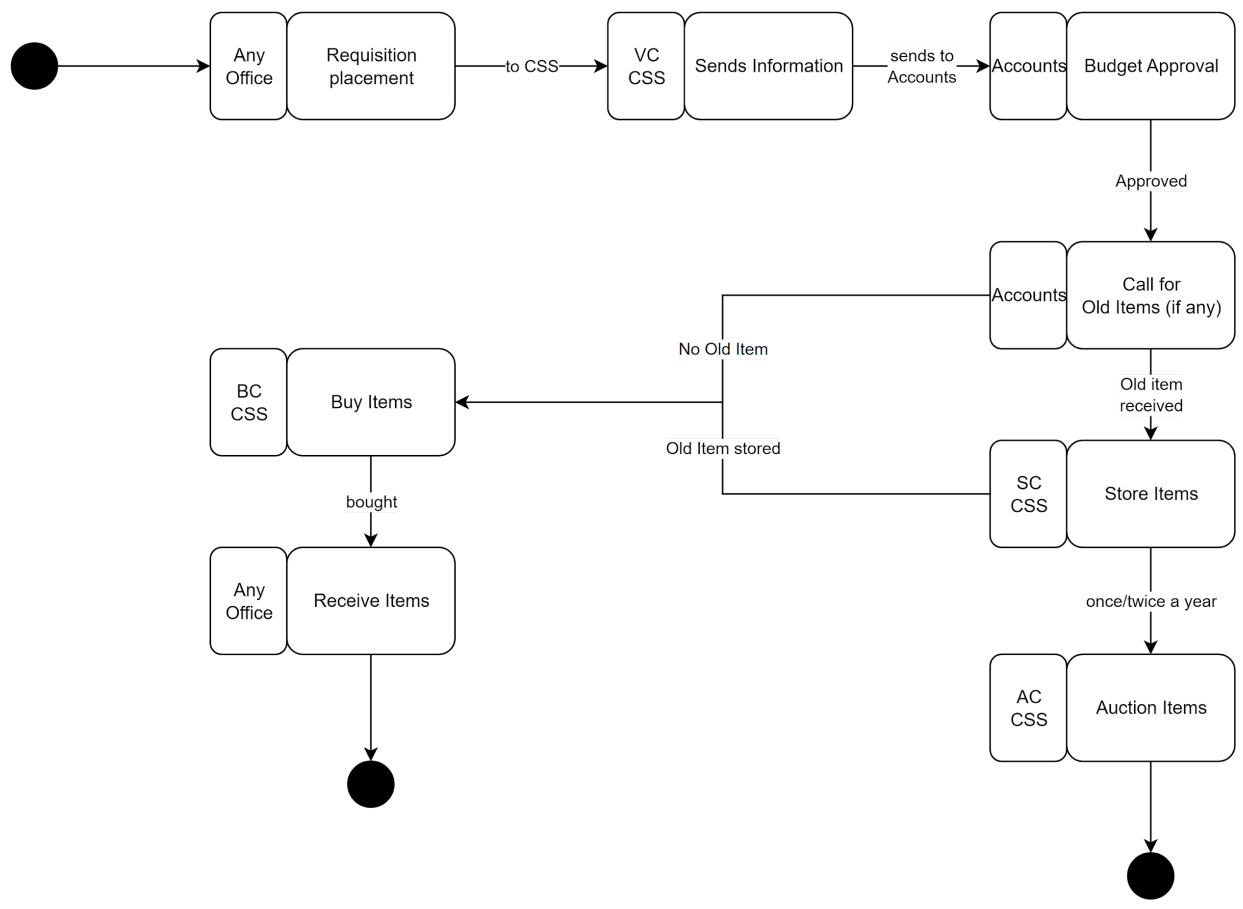 Any
Office
Requisition
placement
to CSS
VC
CSS
Sends Information
sends to
Accounts
Accounts
Budget Approval
Approved
Accounts
Call for
Old Items (if any)
No Old Item
Old item
received
BC
CSS
Buy Items
Old Item stored
SC
CSS
Store Items
bought
Any
Office
Receive Items
once/twice a year
AC
CSS
Auction Items